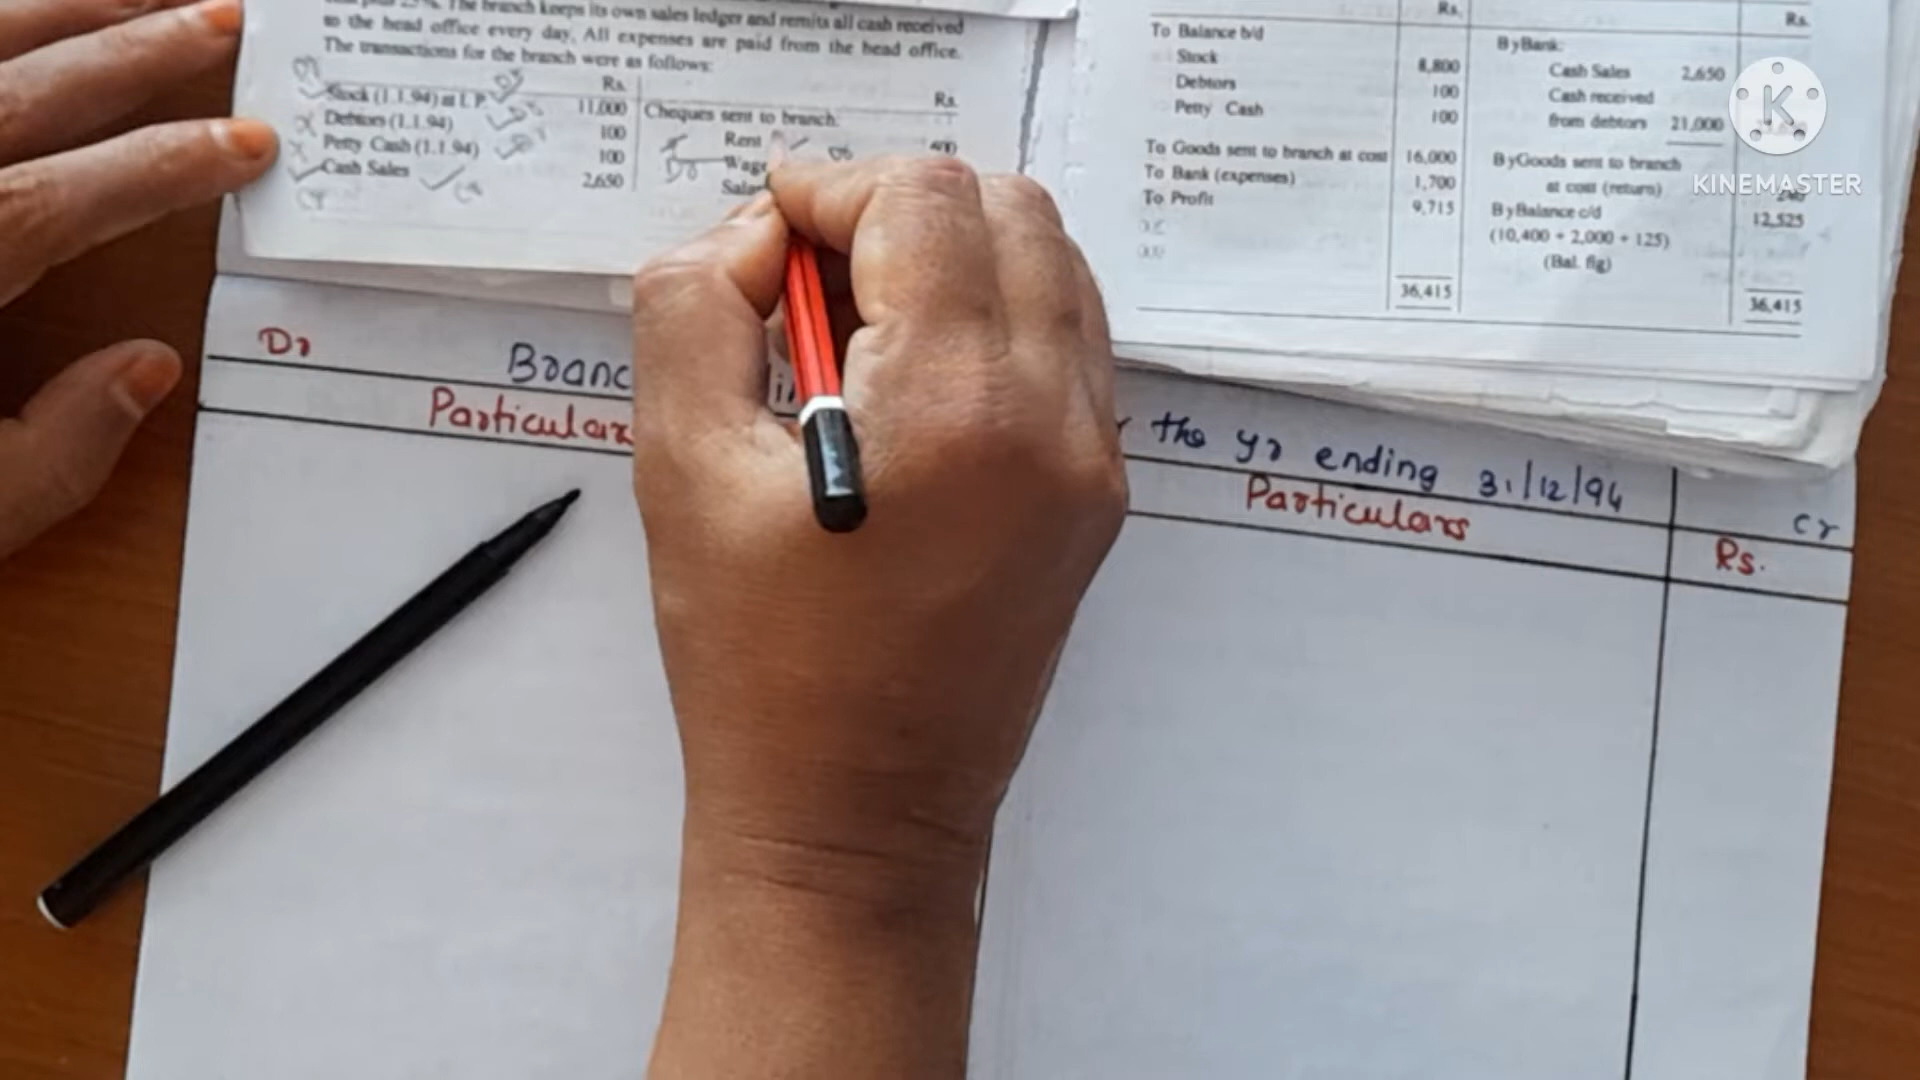 The branch keeps its own sales ledger and remits all cash received
to the head office every day. All expenses are paid from the head office.
The transactions for the branch were as follows:
Rs.
Rs.
Stock (1.1.94) at I.P.
11,000
Cheques sent to branch:
Debtors (1.1.94)
100
Rent
Petty Cash (1.1.94)
100
Wage
Cash Sales
2,650
Rs.
Rs.
To Balance b/d
By Bank:
Stock
8,800
Cash Sales
2,650
Debtors
100
Cash received
Petty Cash
100
from debtors
21,000
To Goods sent to branch at cost
16,000
By Goods sent to branch
To Bank (expenses)
1,700
at cost (return)
To Profit
9,715
By Balance c/d
12,525
(10,400 + 2,000 + 125)
(Bal. fig)
36,415
36,415
K
KINEMASTER
Dr
the yr ending 31/12/94
Cr
Particulars
Particulars
Rs.